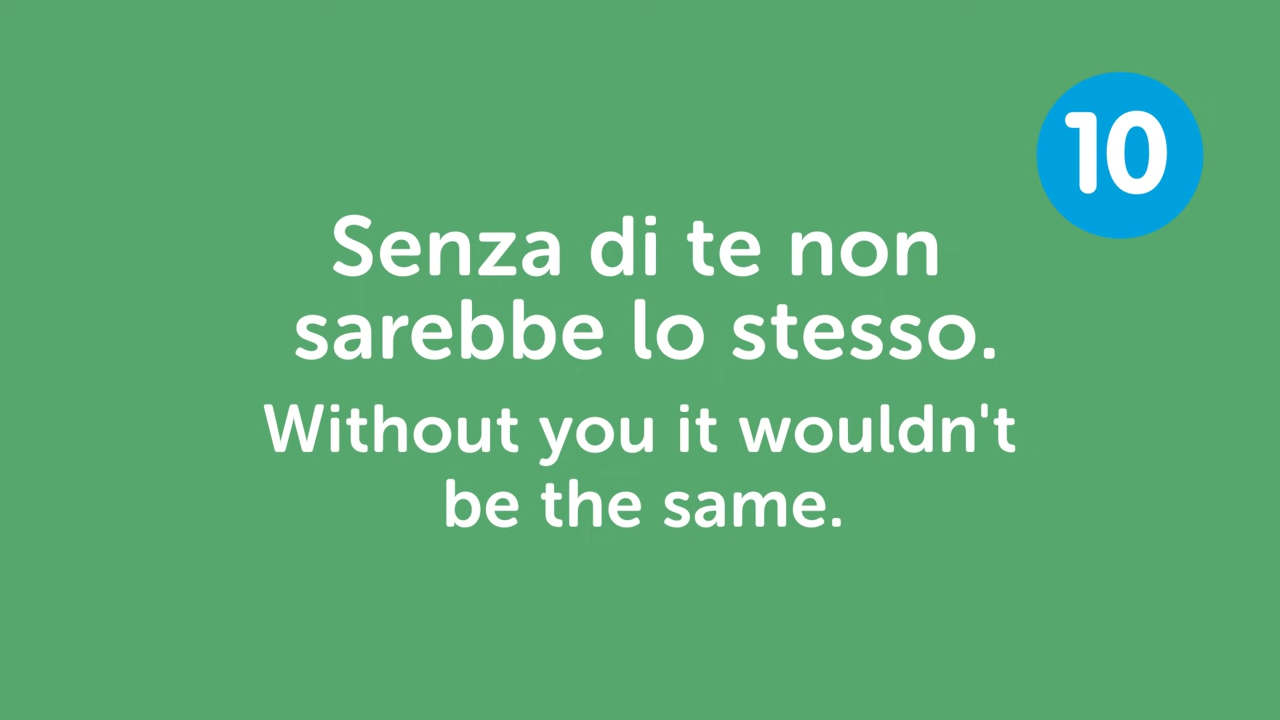 10
Senza di te non
sarebbe lo stesso.
Without you it wouldn't
be the same.